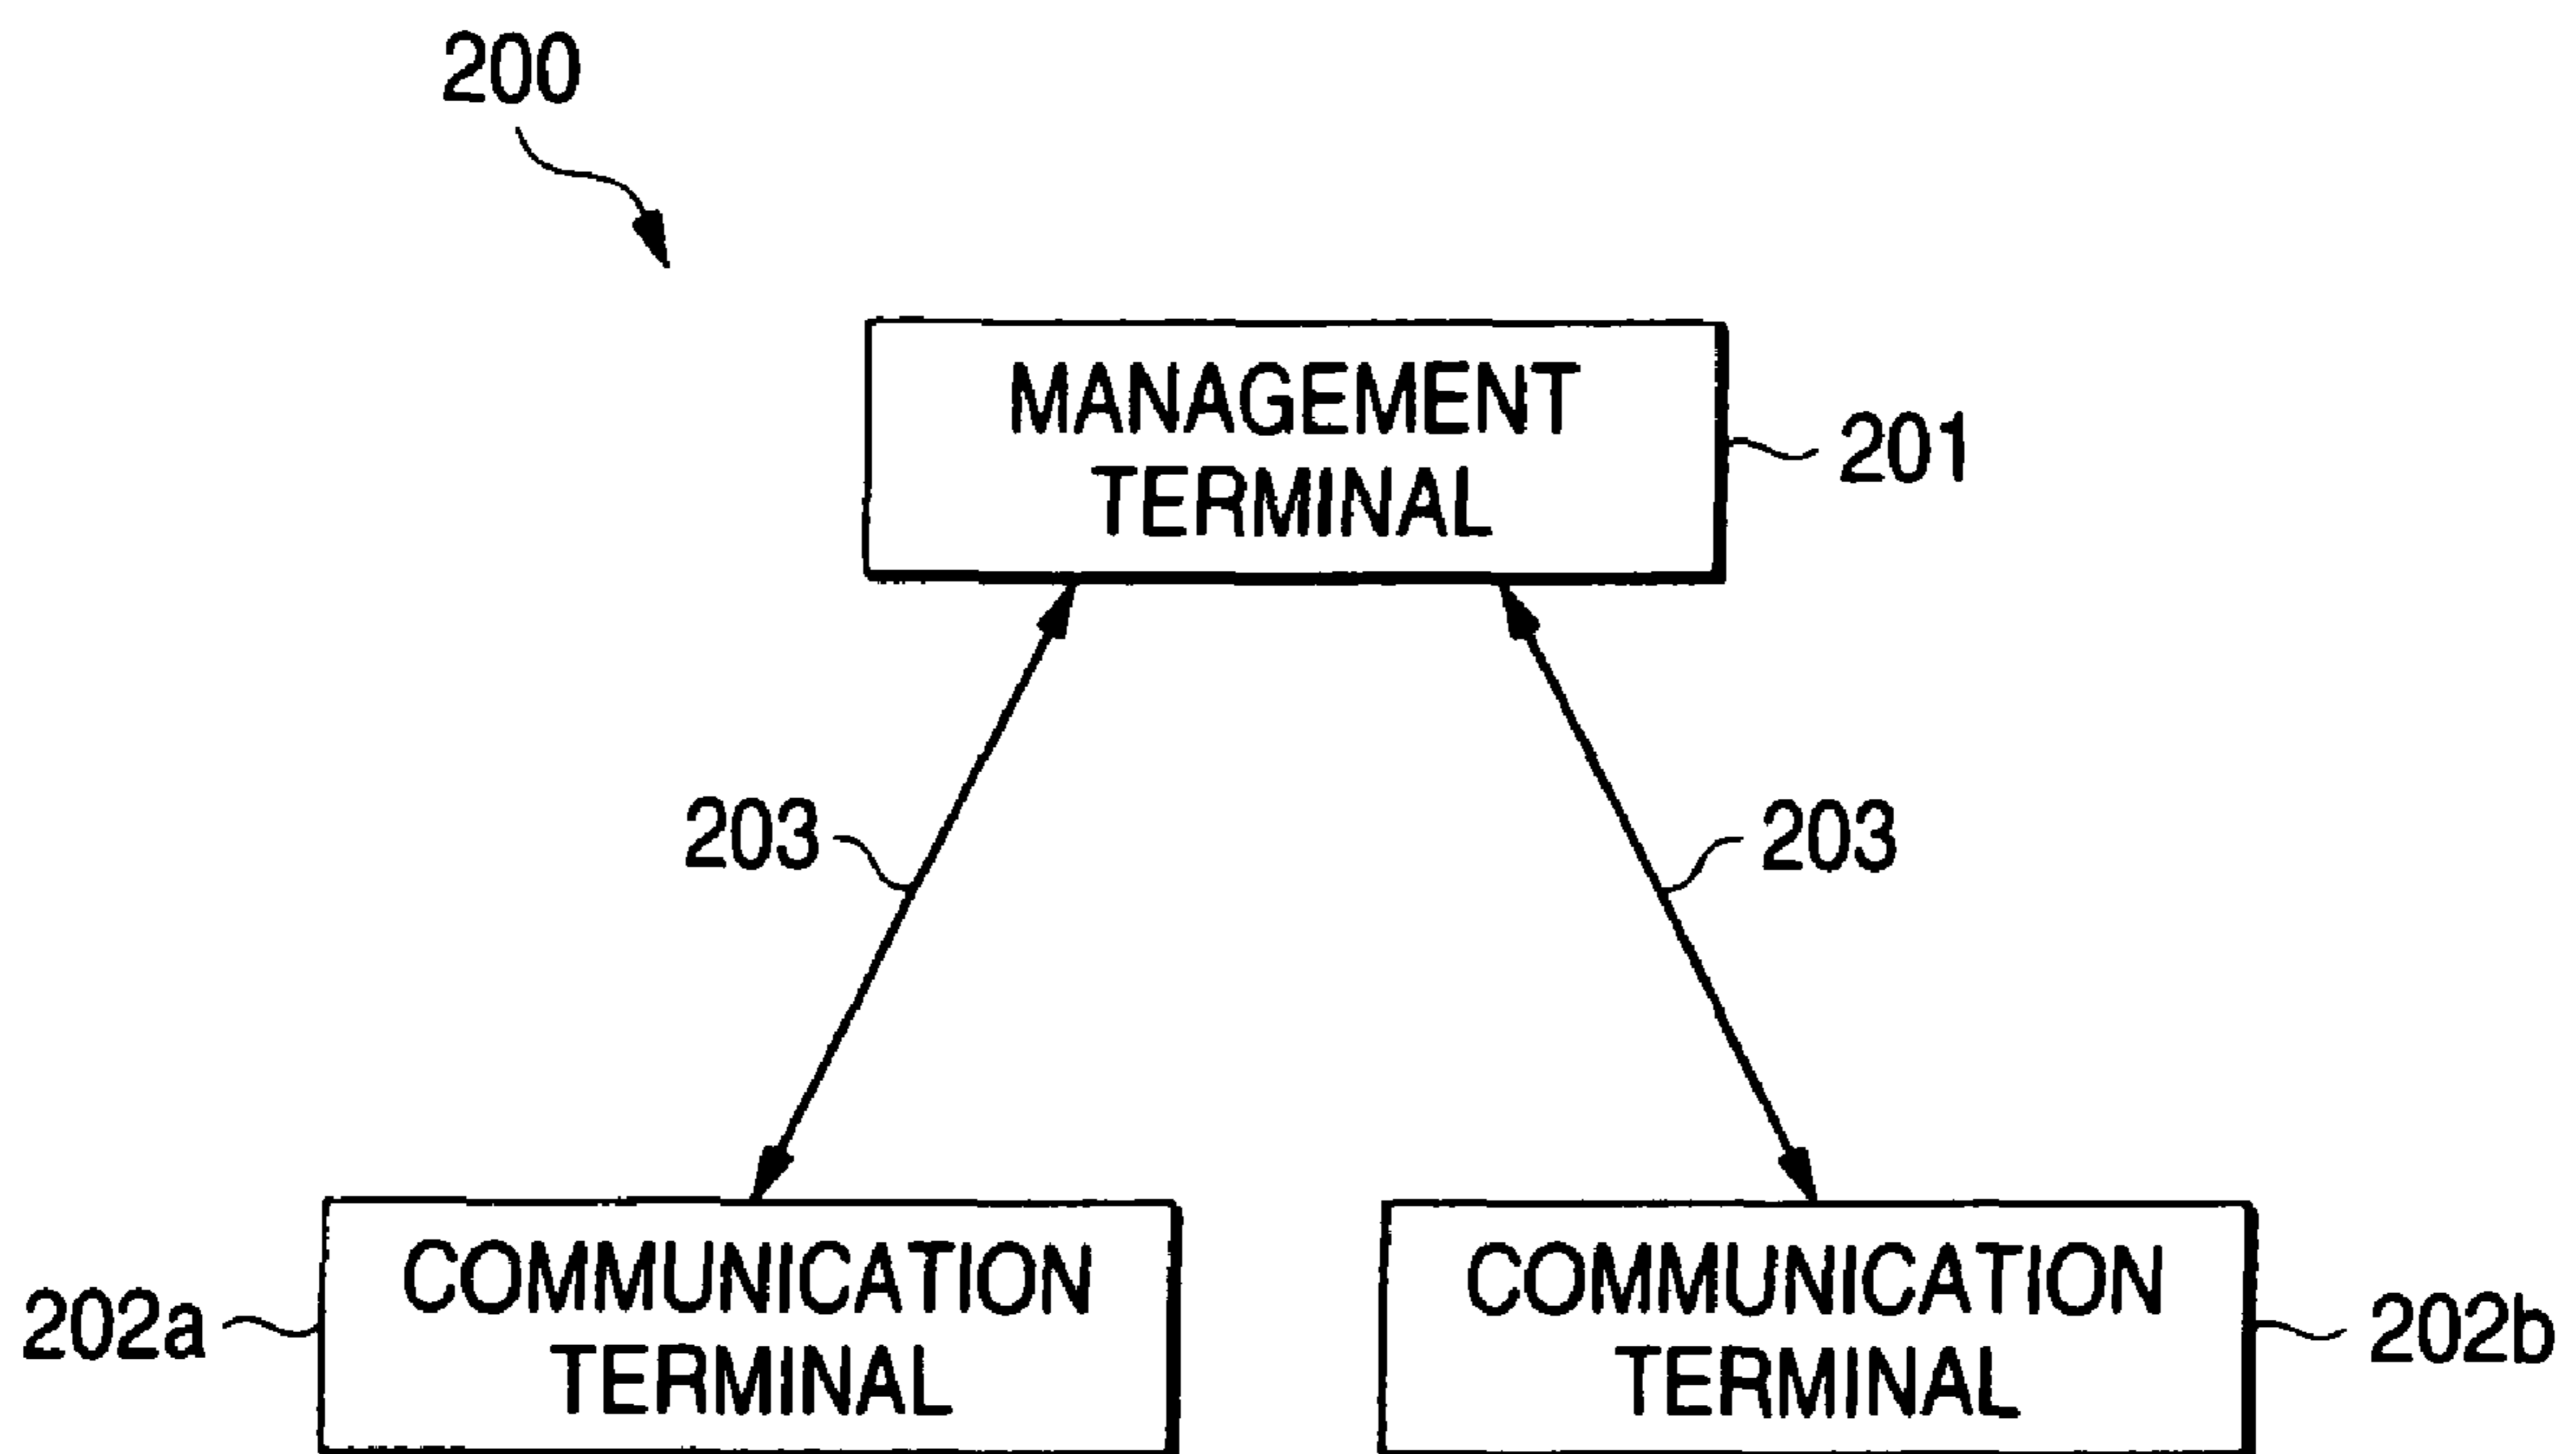 200
MANAGEMENT
TERMINAL
201
203
203
202a
COMMUNICATION
TERMINAL
COMMUNICATION
TERMINAL
202b